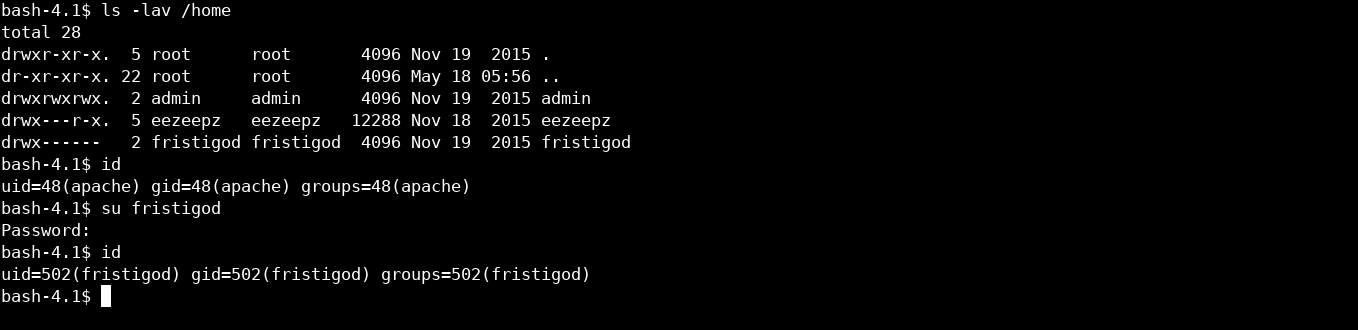 bash-4.1$ ls -lav /home
total 28
drwxr-xr-x.  5 root      root       4096 Nov 19  2015 .
dr-xr-xr-x. 22 root      root       4096 May 18 05:56 ..
drwxrwxrwx.  2 admin     admin      4096 Nov 19  2015 admin
drwx---r-x.  5 eezeepz   eezeepz   12288 Nov 18  2015 eezeepz
drwx------   2 fristigod fristigod  4096 Nov 19  2015 fristigod
bash-4.1$ id
uid=48(apache) gid=48(apache) groups=48(apache)
bash-4.1$ su fristigod
Password:
bash-4.1$ id
uid=502(fristigod) gid=502(fristigod) groups=502(fristigod)
bash-4.1$